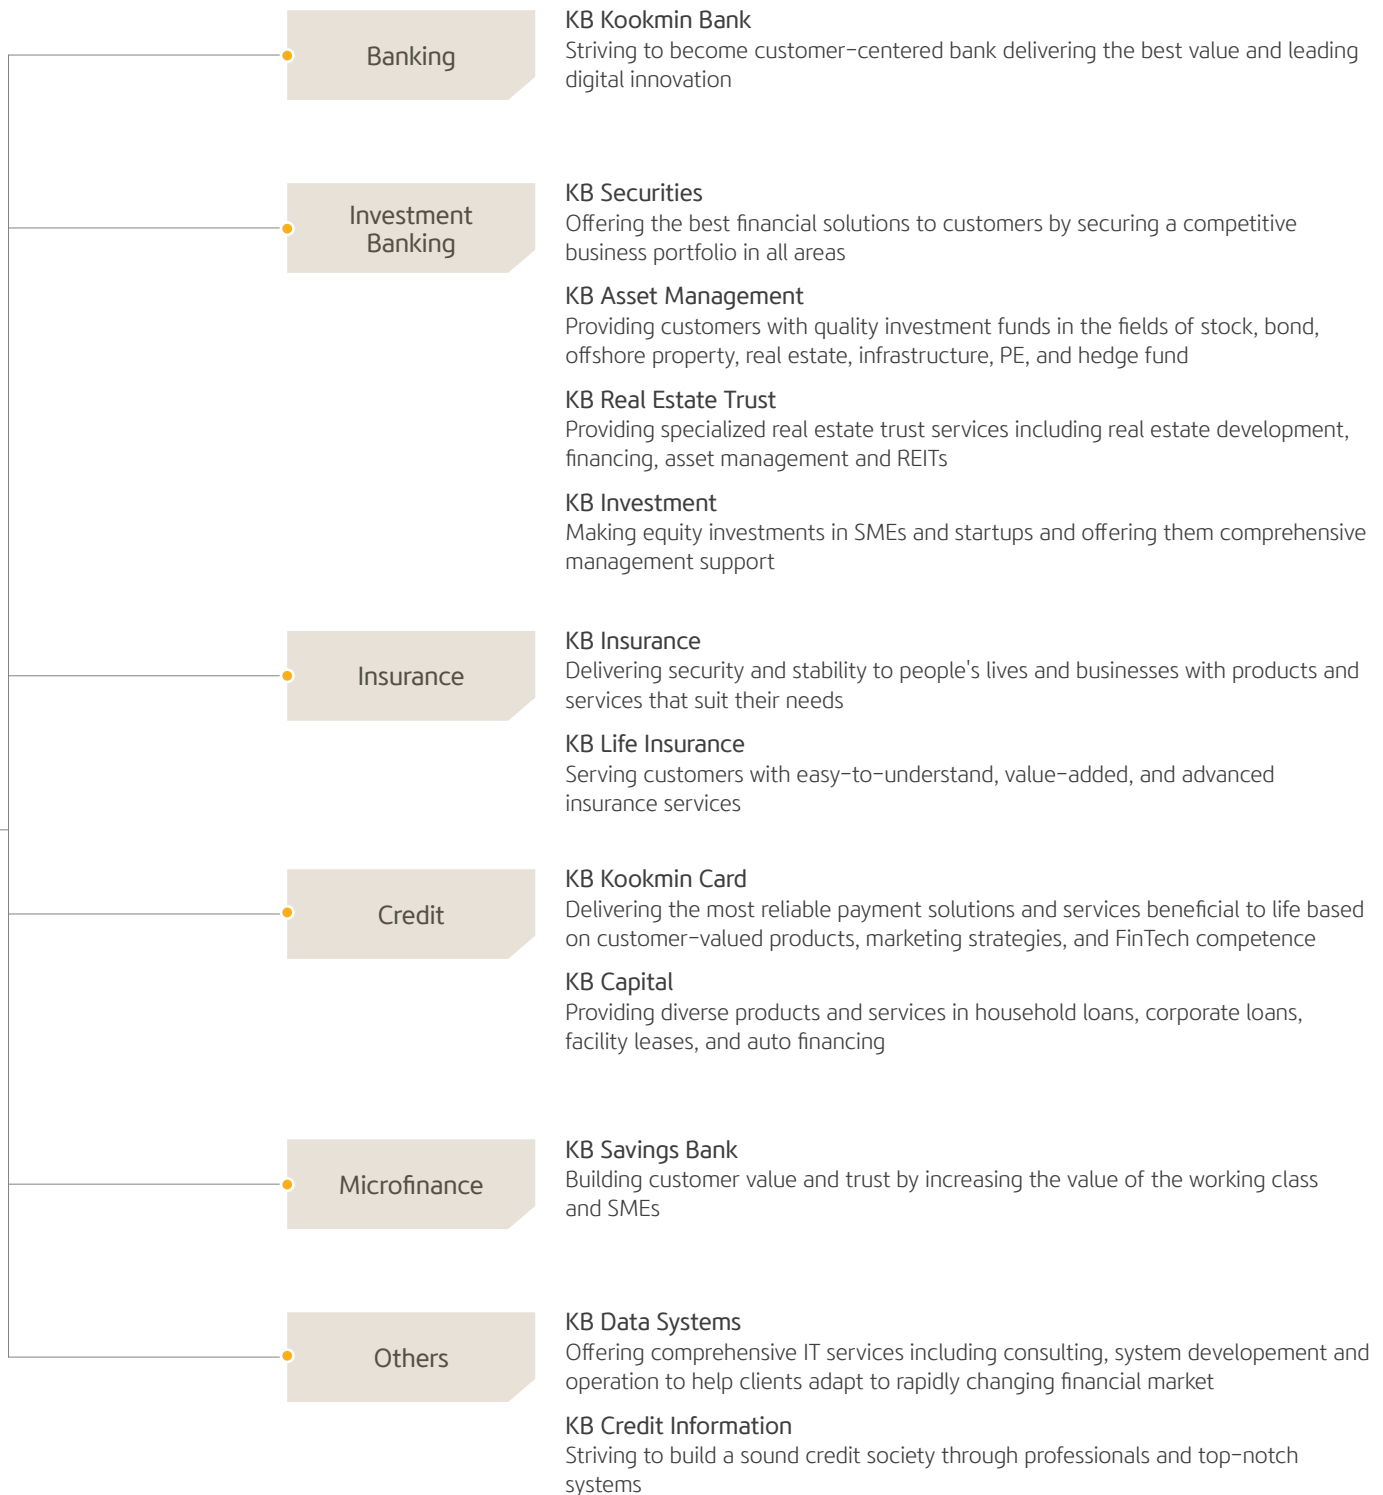 Banking
KB Kookmin Bank
Striving to become customer-centered bank delivering the best value and leading
digital innovation
Investment
Banking
KB Securities
Offering the best financial solutions to customers by securing a competitive
business portfolio in all areas
KB Asset Management
Providing customers with quality investment funds in the fields of stock, bond,
offshore property, real estate, infrastructure, PE, and hedge fund
KB Real Estate Trust
Providing specialized real estate trust services including real estate development,
financing, asset management and REITs
KB Investment
Making equity investments in SMEs and startups and offering them comprehensive
management support
Insurance
KB Insurance
Delivering security and stability to people's lives and businesses with products and
services that suit their needs
KB Life Insurance
Serving customers with easy-to-understand, value-added, and advanced
insurance services
Credit
KB Kookmin Card
Delivering the most reliable payment solutions and services beneficial to life based
on customer-valued products, marketing strategies, and FinTech competence
KB Capital
Providing diverse products and services in household loans, corporate loans,
facility leases, and auto financing
Microfinance
KB Savings Bank
Building customer value and trust by increasing the value of the working class
and SMEs
Others
KB Data Systems
Offering comprehensive IT services including consulting, system developement and
operation to help clients adapt to rapidly changing financial market
KB Credit Information
Striving to build a sound credit society through professionals and top-notch
systems